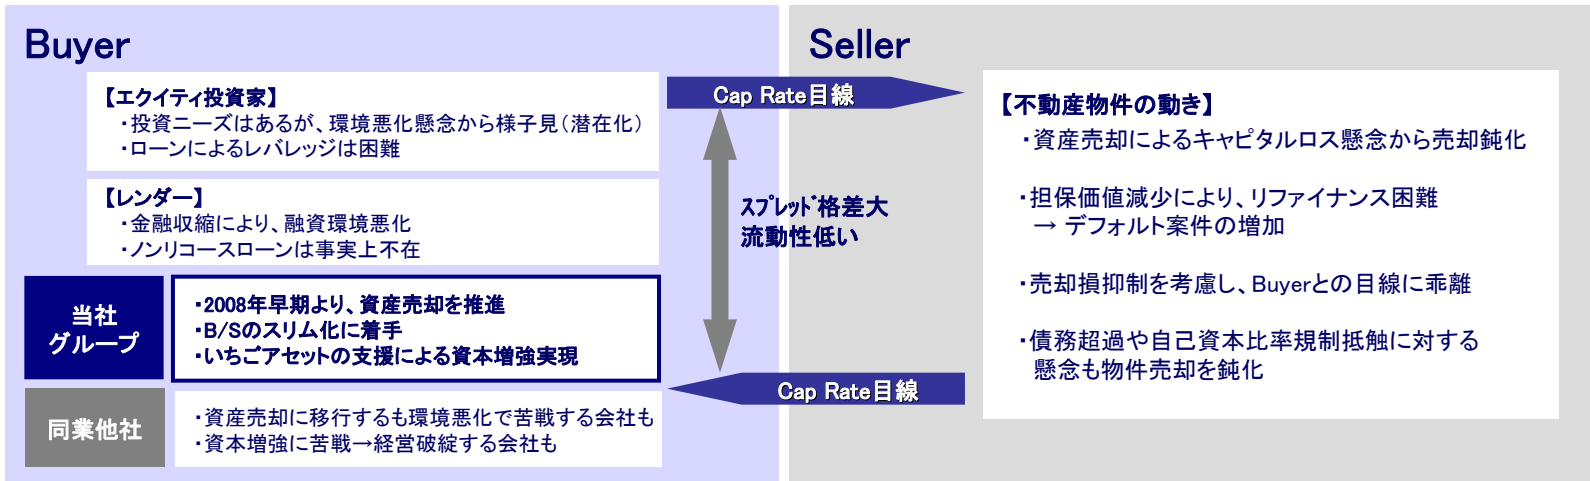 Buyer
【エクイティ投資家】
・投資ニーズはあるが、環境悪化懸念から様子見（潜在化）
・ローンによるレバレッジは困難
【レンダー】
・金融収縮により、融資環境悪化
・ノンリコースローンは事実上不在
当社
グループ
・2008年早期より、資産売却を推進
・B/Sのスリム化に着手
・いちごアセットの支援による資本増強実現
同業他社
・資産売却に移行するも環境悪化で苦戦する会社も
・資本増強に苦戦→経営破綻する会社も
Cap Rate目線
ｽﾌﾟﾚｯﾄﾞ格差大
流動性低い
Cap Rate目線
Seller
【不動産物件の動き】
・資産売却によるキャピタルロス懸念から売却鈍化
・担保価値減少により、リファイナンス困難
→ デフォルト案件の増加
・売却損抑制を考慮し、Buyerとの目線に乖離
・債務超過や自己資本比率規制抵触に対する
懸念も物件売却を鈍化